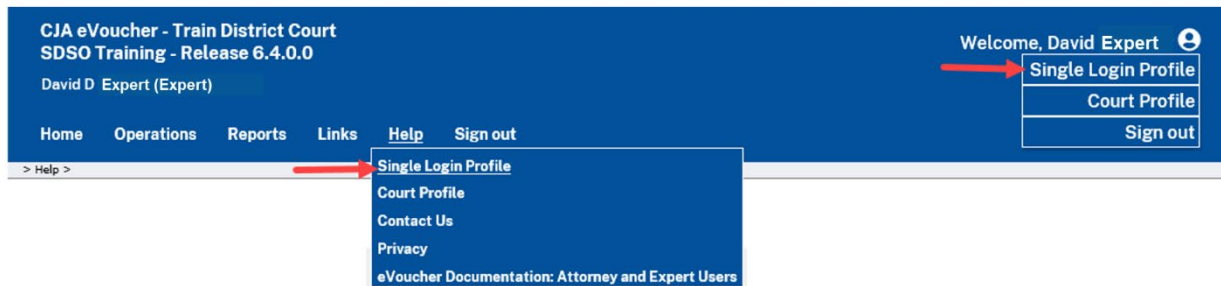 CJA eVoucher - Train District Court
SDSO Training - Release 6.4.0.0
David D Expert (Expert)
Welcome, David Expert
Single Login Profile
Court Profile
Sign out
Home Operations Reports Links Help Sign out
> Help >
Single Login Profile
Court Profile
Contact Us
Privacy
eVoucher Documentation: Attorney and Expert Users